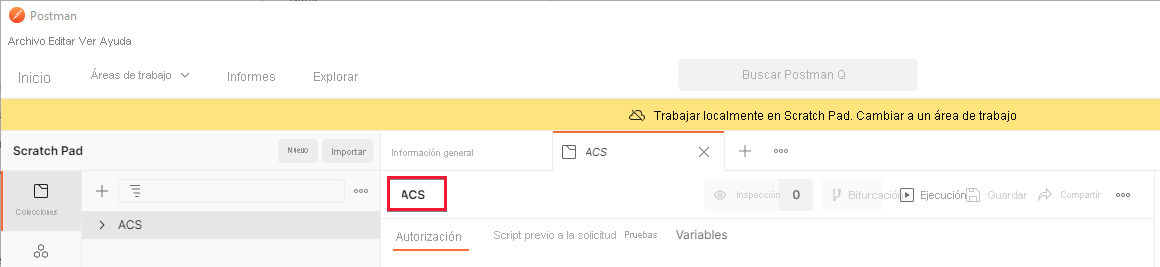 Postman
Archivo Editar Ver Ayuda
Inicio Áreas de trabajo Informes Explorar Buscar Postman Q
Trabajar localmente en Scratch Pad. Cambiar a un área de trabajo
Scratch Pad Nuevo Importar Información general ACS
ACS Inspección 0 Bifurcación Ejecución Guardar Compartir
Colecciones
ACS
Autorización Script previo a la solicitud Pruebas Variables